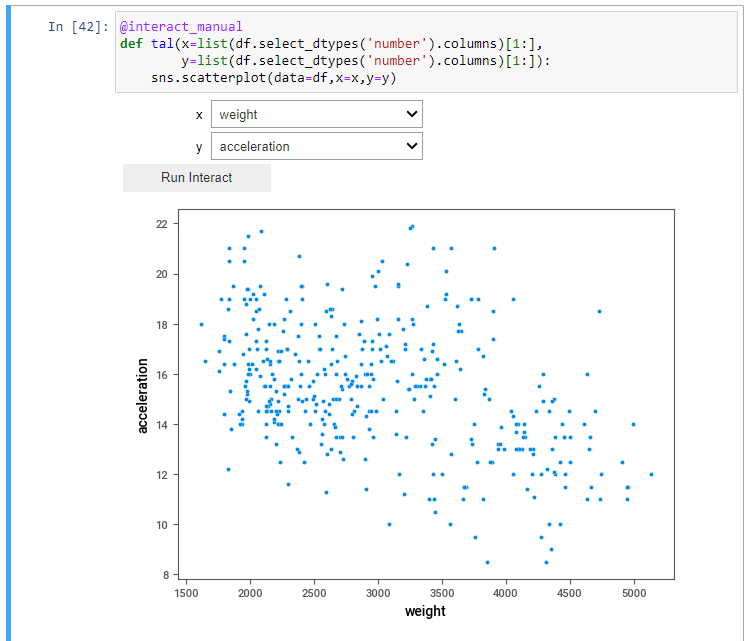 In [42]: @interact_manual
def tal(x=list(df.select_dtypes('number').columns)[1:],
y=list(df.select_dtypes('number').columns)[1:]):
sns.scatterplot(data=df,x=x,y=y)
x weight
y acceleration
Run Interact
22
20
18
16
14
12
10
8
acceleration
1500 2000 2500 3000 3500 4000 4500 5000
weight